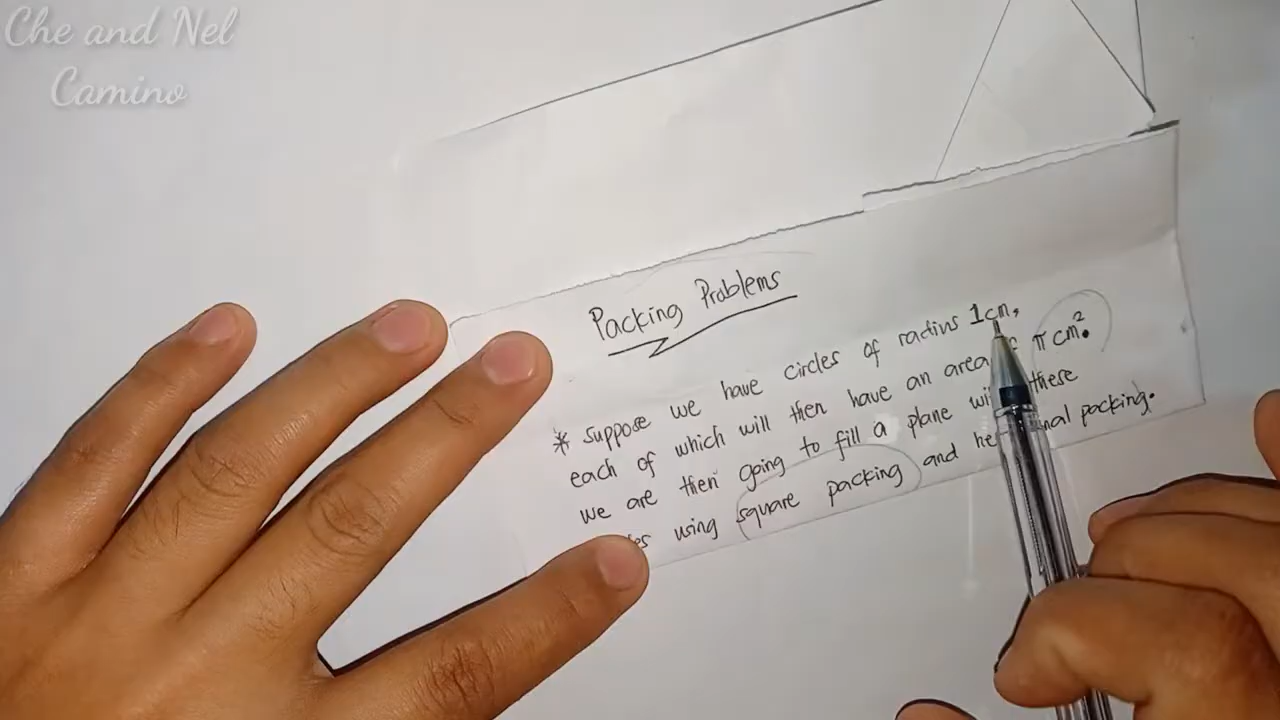 Che and Nel
Camino
Packing Problems
* Suppose we have circles of radius 1cm,
each of which will then have an area π cm².
we are then going to fill a plane these
using square packing and packing.